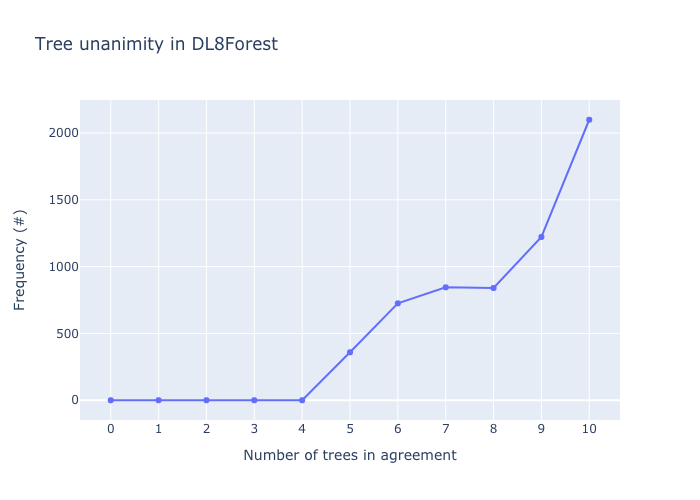 Tree unanimity in DL8Forest
2000
1500
1000
500
0
Frequency (#)
0 1 2 3 4 5 6 7 8 9 10
Number of trees in agreement